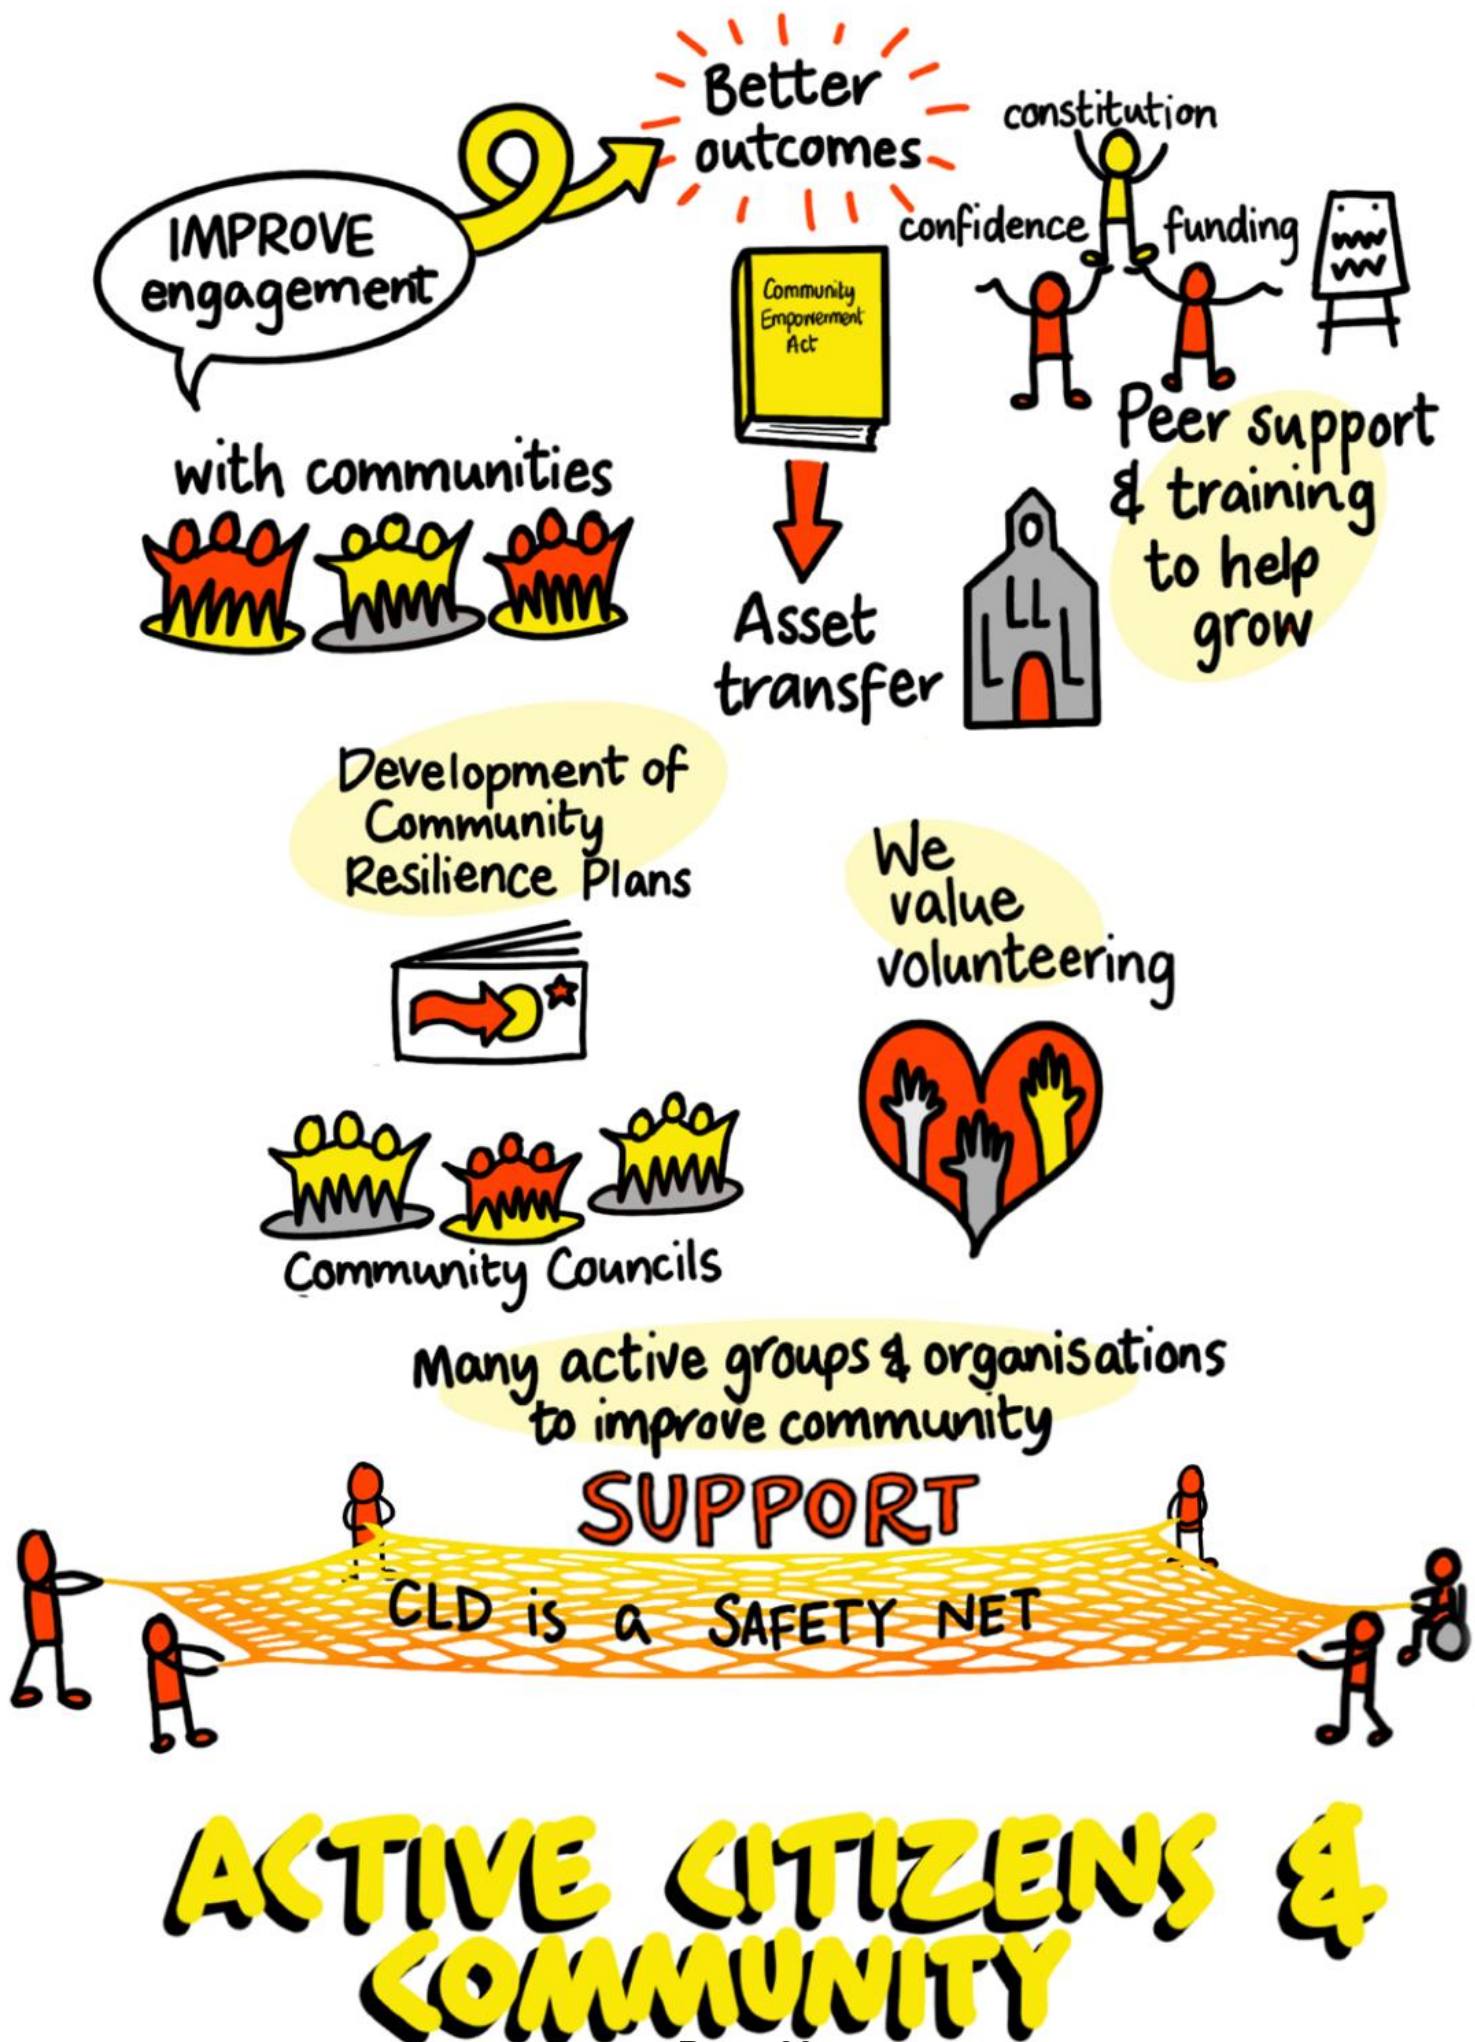 Better
outcomes
IMPROVE
engagement
with communities
Community
Empowerment
Act
Asset
transfer
constitution
confidence
funding
Peer support
& training
to help
grow
Development of
Community
Resilience Plans
We
value
volunteering
Community Councils
Many active groups & organisations
to improve community
SUPPORT
CLD is a SAFETY NET
ACTIVE CITIZENS &
COMMUNITY